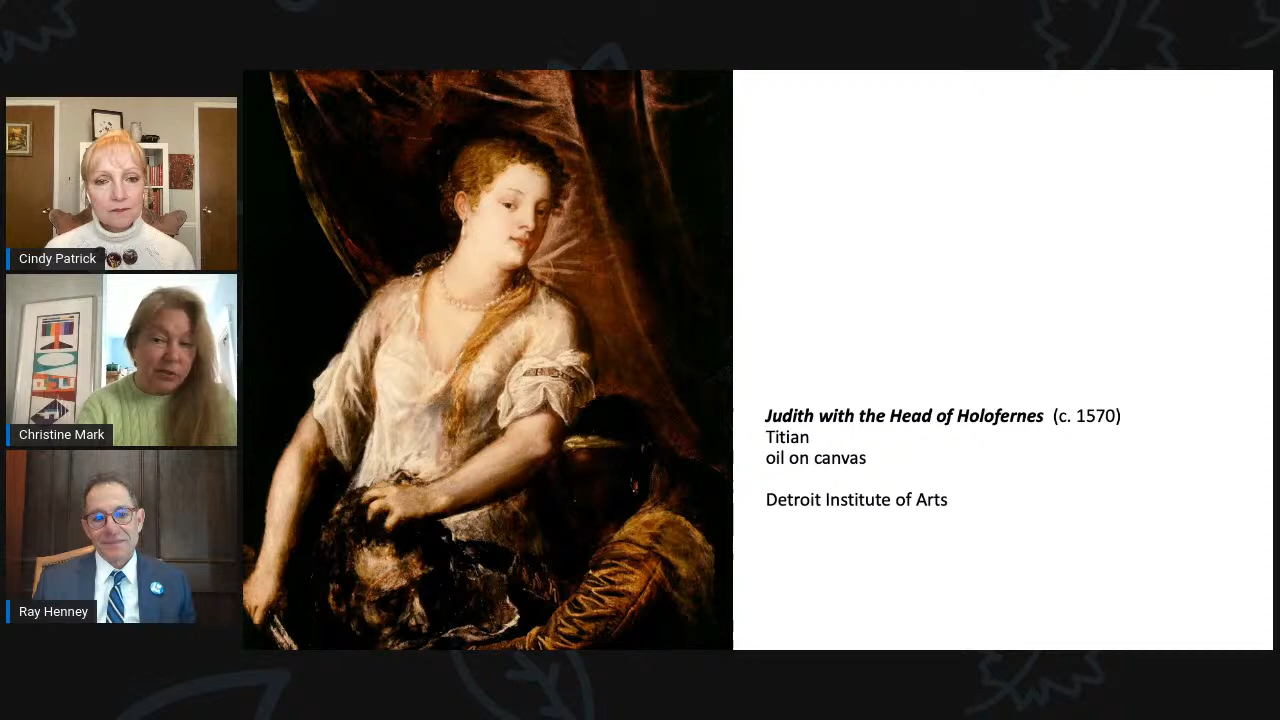 Cindy Patrick
Christine Mark
Ray Henney
Judith with the Head of Holofernes (c. 1570)
Titian
oil on canvas
Detroit Institute of Arts